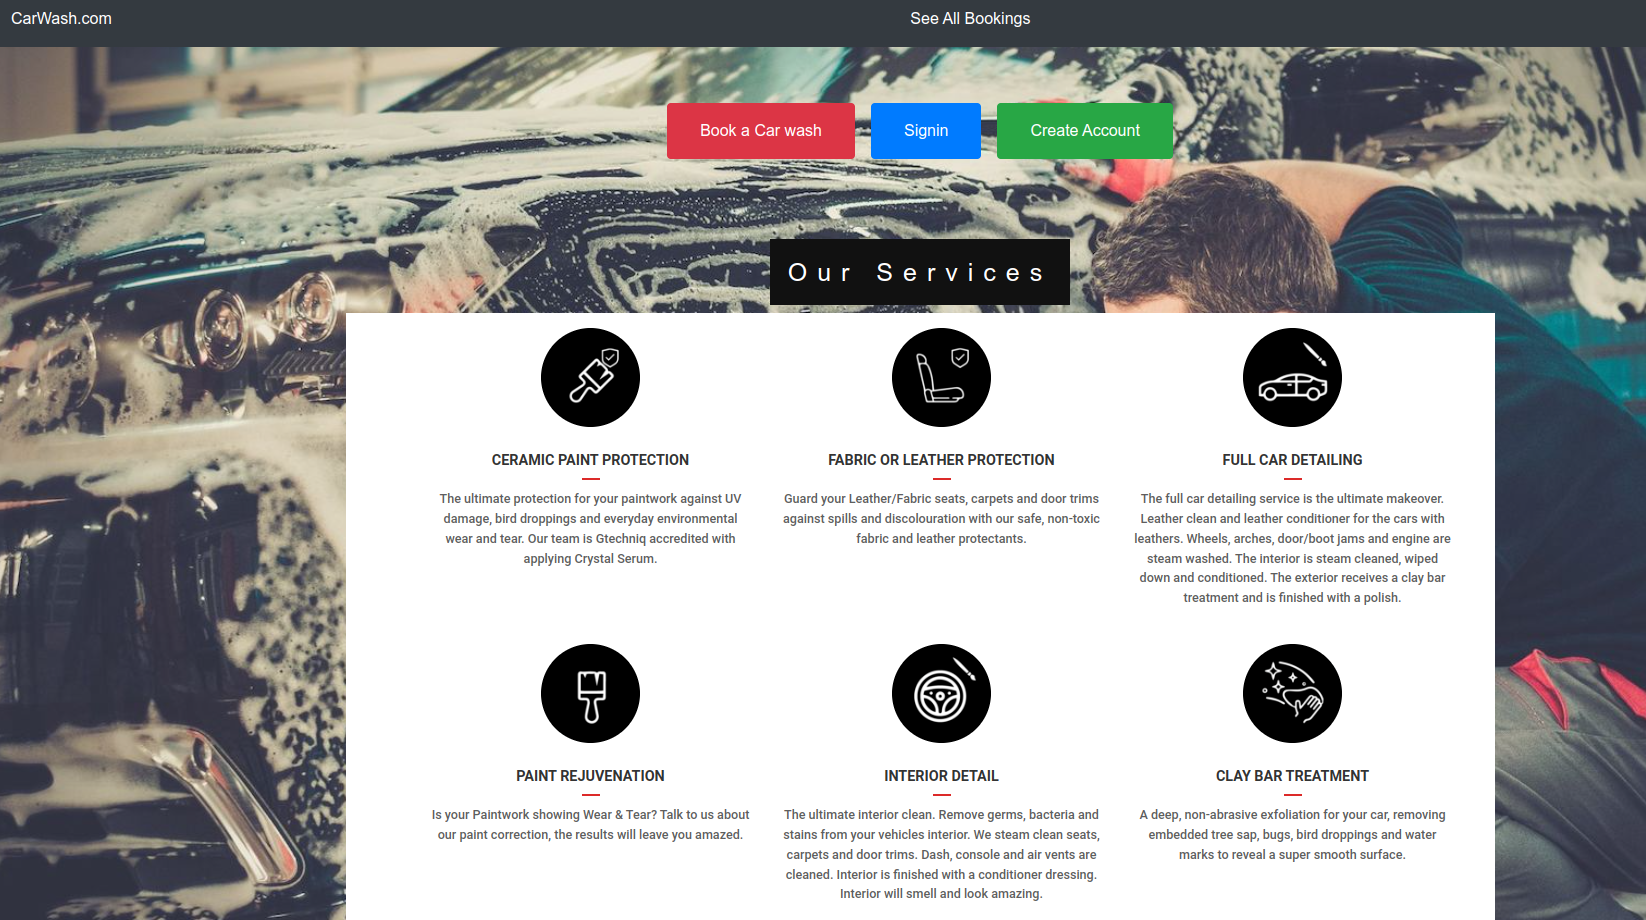 CarWash.com
See All Bookings
Book a Car wash
Signin
Create Account
Our Services
CERAMIC PAINT PROTECTION
The ultimate protection for your paintwork against UV
damage, bird droppings and everyday environmental
wear and tear. Our team is Gtechniq accredited with
applying Crystal Serum.
FABRIC OR LEATHER PROTECTION
Guard your Leather/Fabric seats, carpets and door trims
against spills and discolouration with our safe, non-toxic
fabric and leather protectants.
FULL CAR DETAILING
The full car detailing service is the ultimate makeover.
Leather clean and leather conditioner for the cars with
leathers. Wheels, arches, door/boot jams and engine are
steam washed. The interior is steam cleaned, wiped
down and conditioned. The exterior receives a clay bar
treatment and is finished with a polish.
PAINT REJUVENATION
Is your Paintwork showing Wear & Tear? Talk to us about
our paint correction, the results will leave you amazed.
INTERIOR DETAIL
The ultimate interior clean. Remove germs, bacteria and
stains from your vehicles interior. We steam clean seats,
carpets and door trims. Dash, console and air vents are
cleaned. Interior is finished with a conditioner dressing.
Interior will smell and look amazing.
CLAY BAR TREATMENT
A deep, non-abrasive exfoliation for your car, removing
embedded tree sap, bugs, bird droppings and water
marks to reveal a super smooth surface.